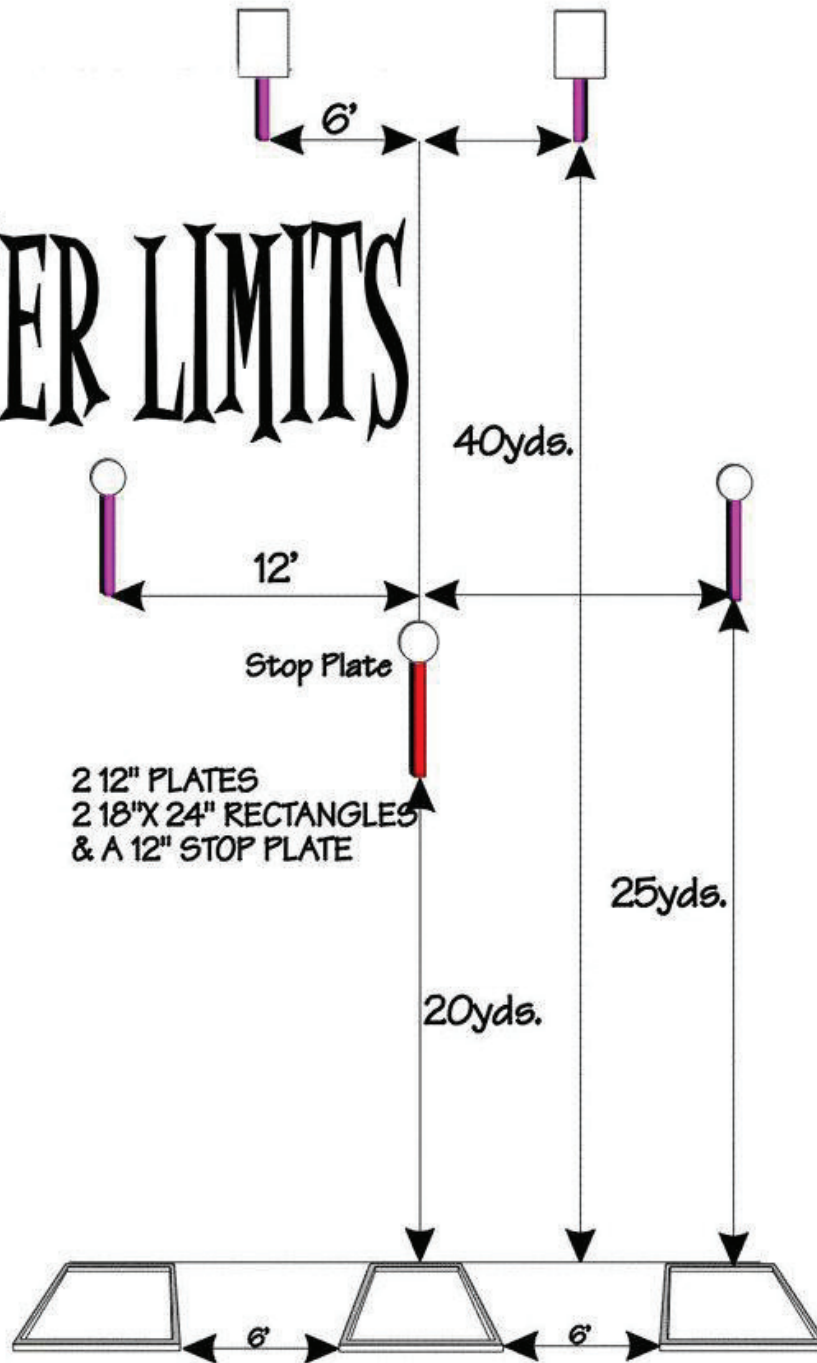 6'
ER LIMITS
40yds.
12'
Stop Plate
2 12" PLATES
2 18"X 24" RECTANGLES
& A 12" STOP PLATE
25yds.
20yds.
6'
6'